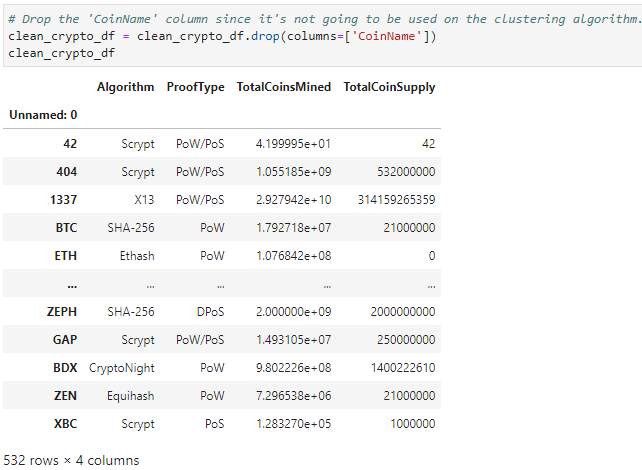 # Drop the 'CoinName' column since it's not going to be used on the clustering algorithm.
clean_crypto_df = clean_crypto_df.drop(columns=['CoinName'])
clean_crypto_df
Algorithm ProofType TotalCoinsMined TotalCoinSupply
Unnamed: 0
42 Scrypt PoW/PoS 4.199995e+01 42
404 Scrypt PoW/PoS 1.055185e+09 532000000
1337 X13 PoW/PoS 2.927942e+10 314159265359
BTC SHA-256 PoW 1.792718e+07 21000000
ETH Ethash PoW 1.076842e+08 0
... ... ... ... ...
ZEPH SHA-256 DPoS 2.000000e+09 2000000000
GAP Scrypt PoW/PoS 1.493105e+07 250000000
BDX CryptoNight PoW 9.802226e+08 1400222610
ZEN Equihash PoW 7.296538e+06 21000000
XBC Scrypt PoS 1.283270e+05 1000000
532 rows × 4 columns